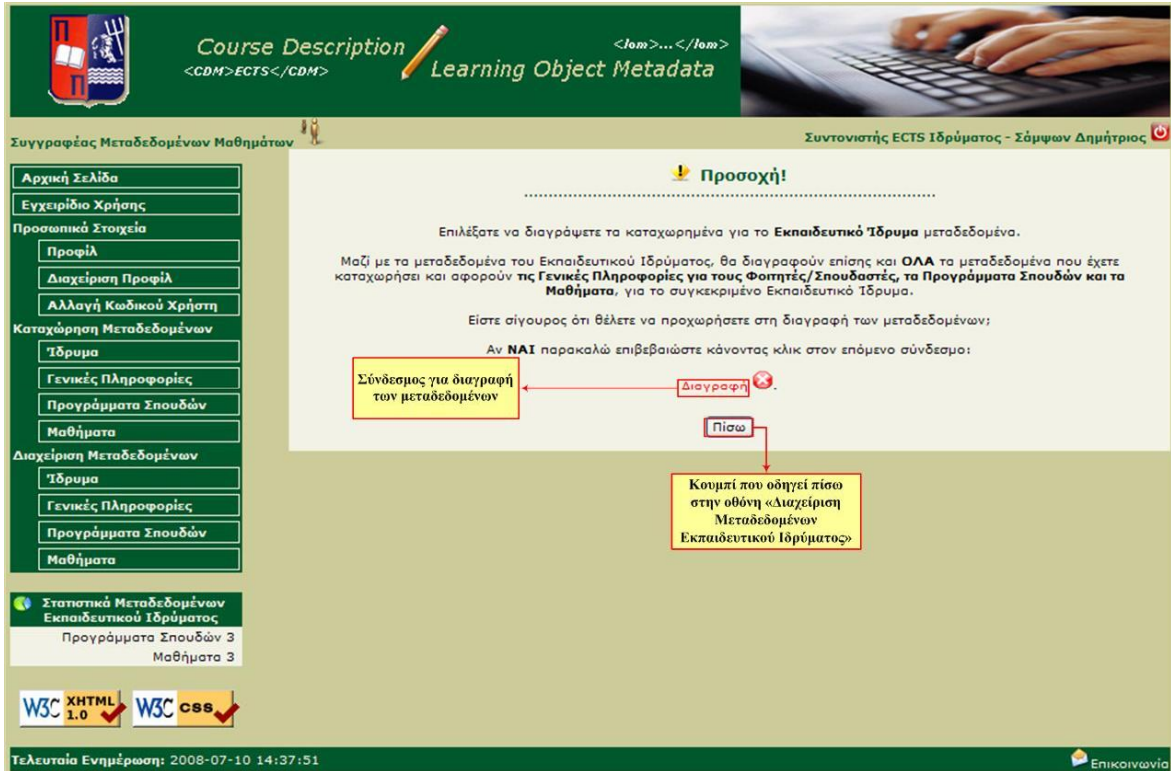 Course Description
<CDM>ECTS</CDM>
<lom>...</lom>
Learning Object Metadata
Συγγραφέας Μεταδεδομένων Μαθημάτων
Συντονιστής ECTS Ιδρύματος - Σάμψων Δημήτριος
Αρχική Σελίδα
Εγχειρίδιο Χρήσης
Προσωπικά Στοιχεία
Προφίλ
Διαχείριση Προφίλ
Αλλαγή Κωδικού Χρήστη
Καταχώρηση Μεταδεδομένων
Ίδρυμα
Γενικές Πληροφορίες
Προγράμματα Σπουδών
Μαθήματα
Διαχείριση Μεταδεδομένων
Ίδρυμα
Γενικές Πληροφορίες
Προγράμματα Σπουδών
Μαθήματα
Στατιστικά Μεταδεδομένων
Εκπαιδευτικού Ιδρύματος
Προγράμματα Σπουδών 3
Μαθήματα 3
W3C XHTML 1.0
W3C CSS
Προσοχή!
Επιλέξατε να διαγράψετε τα καταχωρημένα για το Εκπαιδευτικό Ίδρυμα μεταδεδομένα.
Μαζί με τα μεταδεδομένα του Εκπαιδευτικού Ιδρύματος, θα διαγραφούν επίσης και ΟΛΑ τα μεταδεδομένα που έχετε
καταχωρήσει και αφορούν τις Γενικές Πληροφορίες για τους Φοιτητές/Σπουδαστές, τα Προγράμματα Σπουδών και τα
Μαθήματα, για το συγκεκριμένο Εκπαιδευτικό Ίδρυμα.
Είστε σίγουρος ότι θέλετε να προχωρήσετε στη διαγραφή των μεταδεδομένων;
Αν ΝΑΙ παρακαλώ επιβεβαιώστε κάνοντας κλικ στον επόμενο σύνδεσμο:
Σύνδεσμος για διαγραφή
των μεταδεδομένων
Διαγραφή .
Πίσω
Κουμπί που οδηγεί πίσω
στην οθόνη «Διαχείριση
Μεταδεδομένων
Εκπαιδευτικού Ιδρύματος»
Τελευταία Ενημέρωση: 2008-07-10 14:37:51
Επικοινωνία